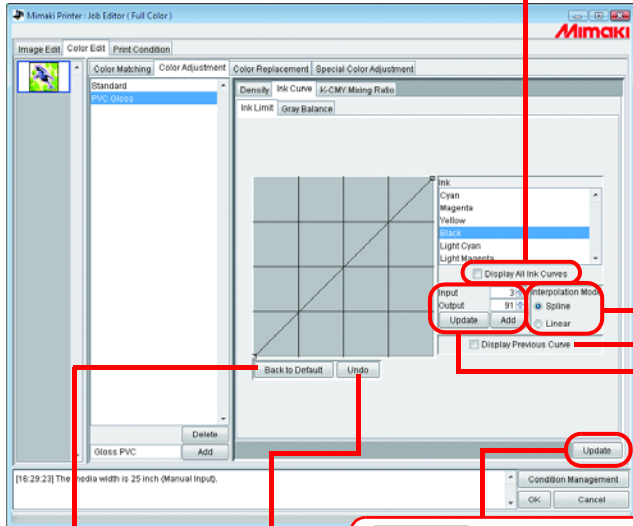 Mimaki Printer : Job Editor ( Full Color )
Mimaki
Image Edit Color Edit Print Condition
Color Matching Color Adjustment Color Replacement Special Color Adjustment
Standard
PVC Gloss
Density Ink Curve K-CMY Mixing Ratio
Ink Limit Gray Balance
Ink
Cyan
Magenta
Yellow
Black
Light Cyan
Light Magenta
Display All Ink Curves
Input 3
Output 91
Update Add
Interpolation Mode
Spline
Linear
Display Previous Curve
Back to Default Undo
Delete
Gloss PVC Add
Update
[16:29:23] The media width is 25 inch (Manual Input).
Condition Management
OK Cancel